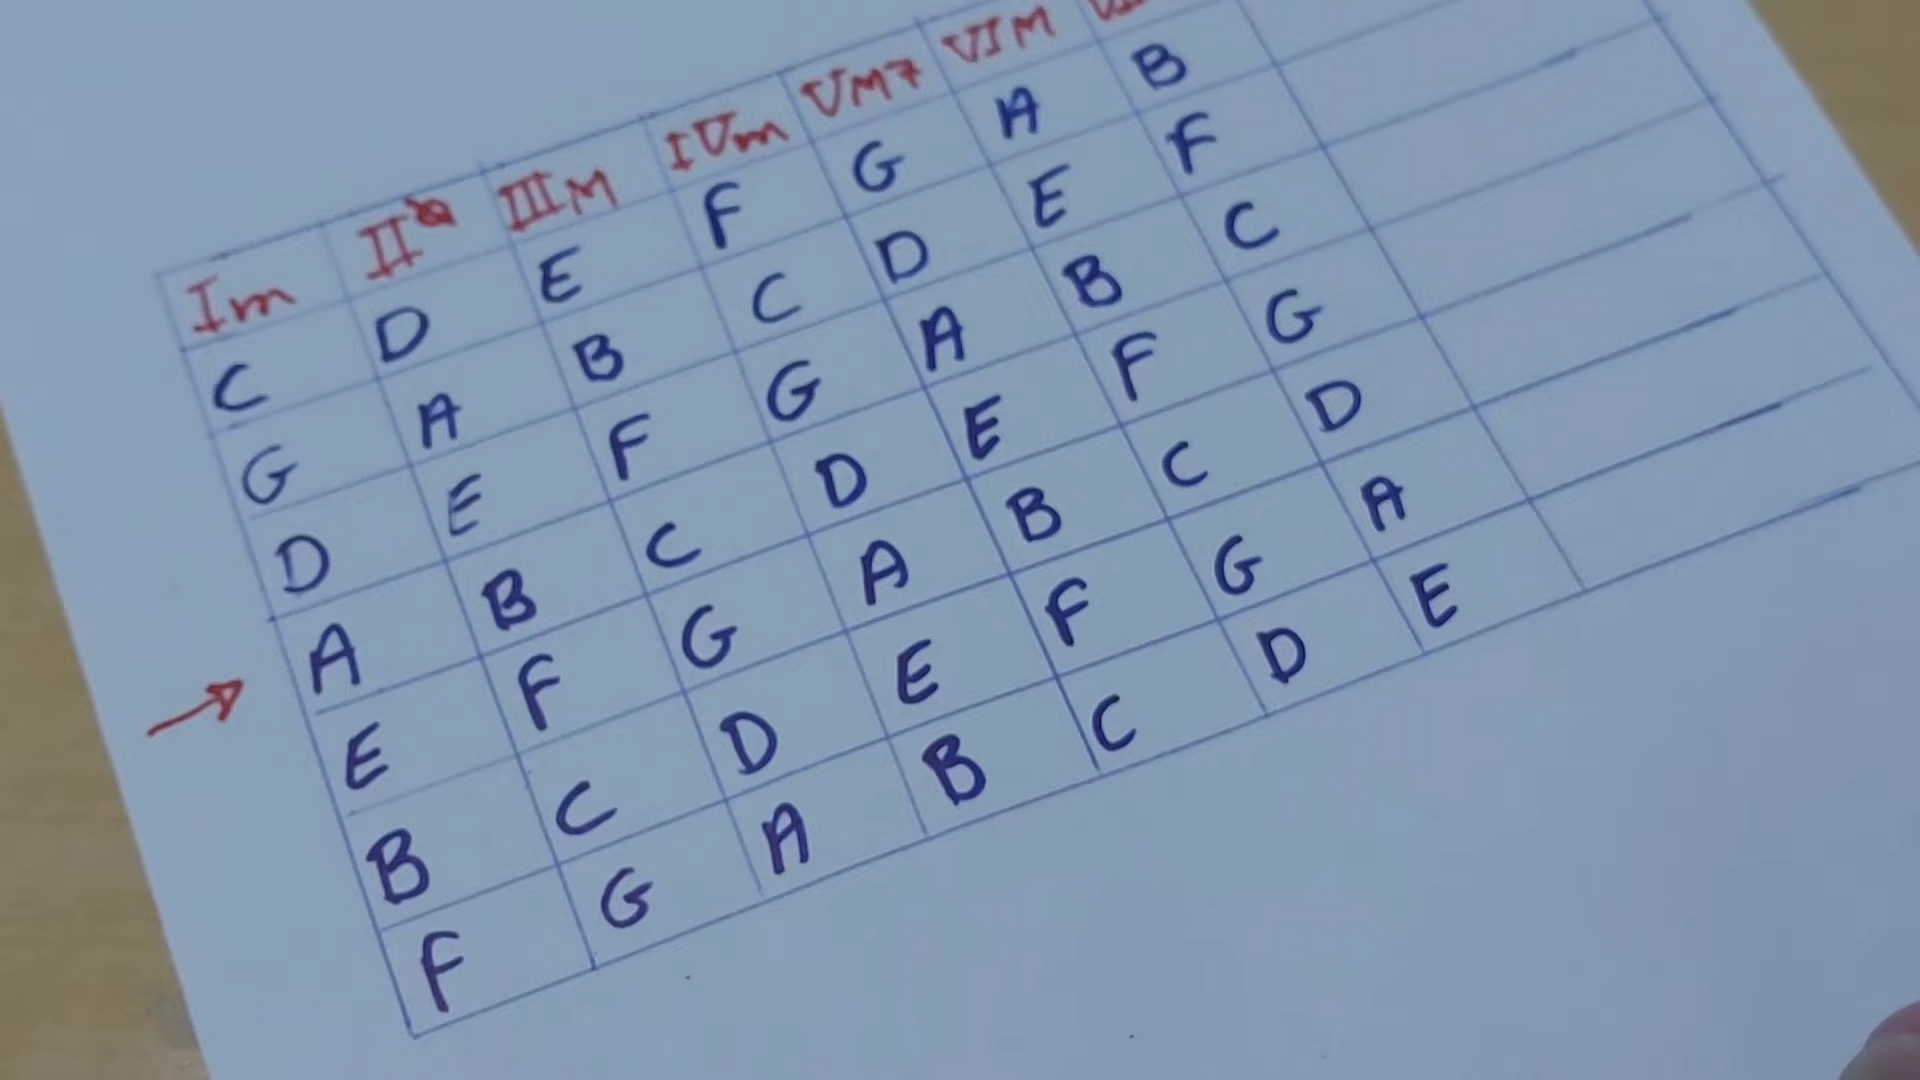 Im II IIIM IVm VM7 VIM
C D E F G A B
G A B C D E F
D E F G A B C
A B C D E F G
E F G A B C D
B C D E F G A
F G A B C D E